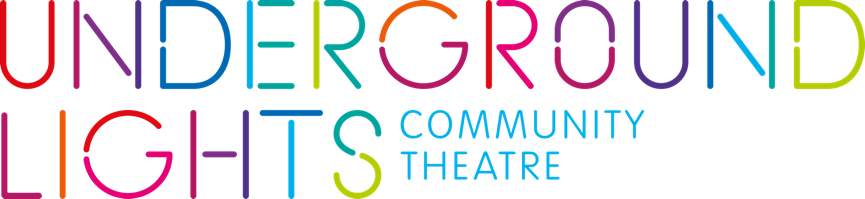 UNDERGROUND
LIGHTS
COMMUNITY
THEATRE